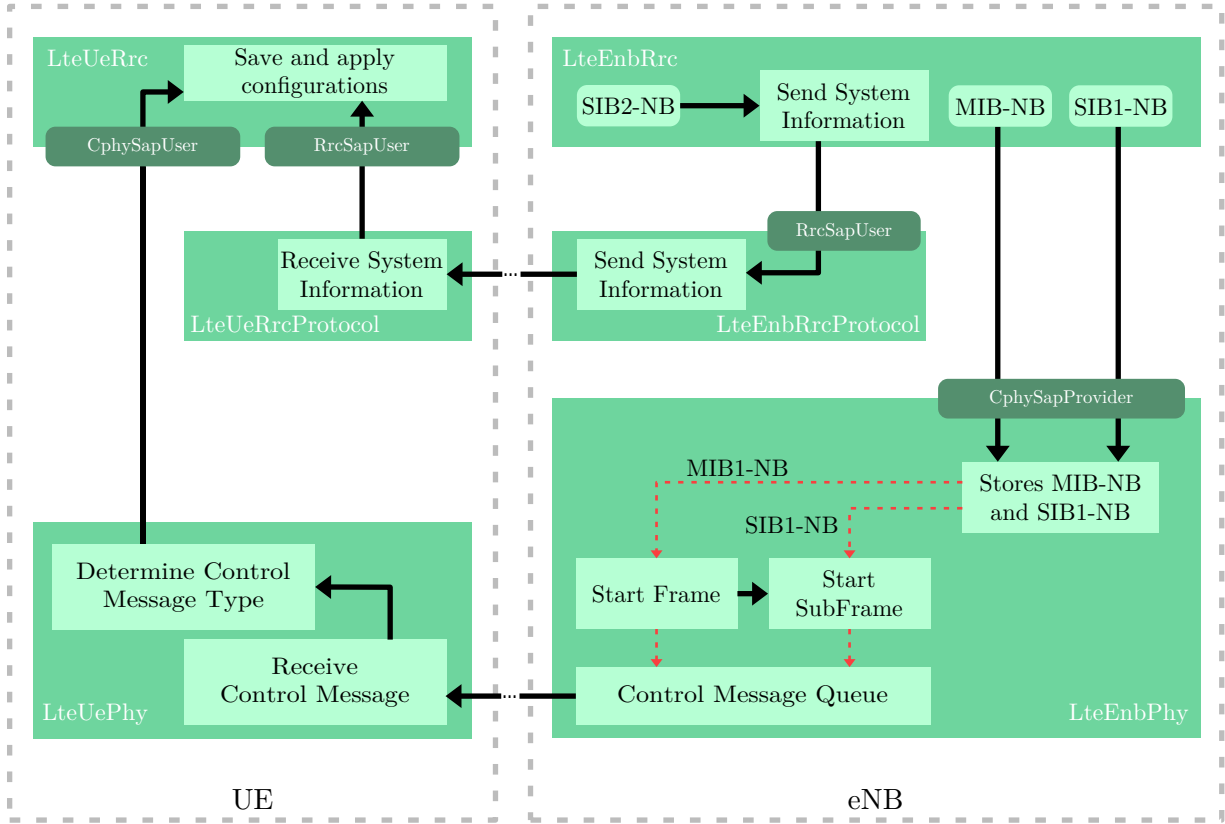 LteUeRrc
Save and apply
configurations
CphySapUser
RrcSapUser
Receive System
Information
LteUeRrcProtocol
Determine Control
Message Type
Receive
Control Message
LteUePhy
UE
LteEnbRrc
SIB2-NB
Send System
Information
MIB-NB
SIB1-NB
RrcSapUser
Send System
Information
LteEnbRrcProtocol
CphySapProvider
Stores MIB-NB
and SIB1-NB
MIB1-NB
SIB1-NB
Start Frame
Start
SubFrame
Control Message Queue
LteEnbPhy
eNB
...
...